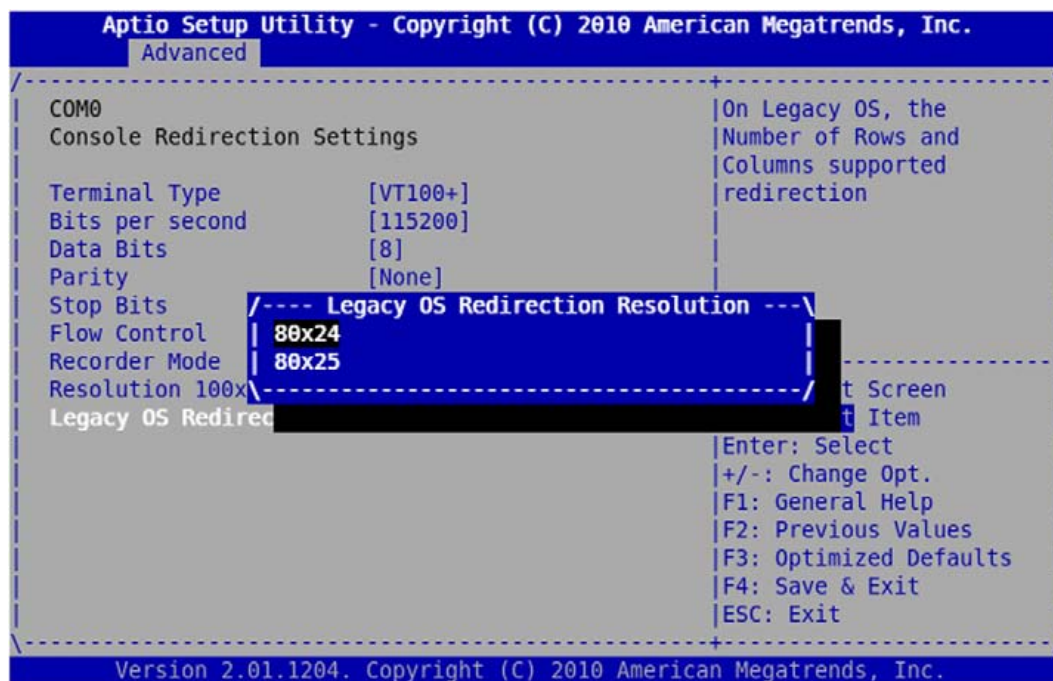 Aptio Setup Utility - Copyright (C) 2010 American Megatrends, Inc.
Advanced
COM0
Console Redirection Settings
Terminal Type [VT100+]
Bits per second [115200]
Data Bits [8]
Parity [None]
Stop Bits
Flow Control
Recorder Mode
Resolution 100x
Legacy OS Redirec
/---- Legacy OS Redirection Resolution ---\
80x24
80x25
On Legacy OS, the
Number of Rows and
Columns supported
redirection
t Screen
t Item
Enter: Select
+/-: Change Opt.
F1: General Help
F2: Previous Values
F3: Optimized Defaults
F4: Save & Exit
ESC: Exit
Version 2.01.1204. Copyright (C) 2010 American Megatrends, Inc.